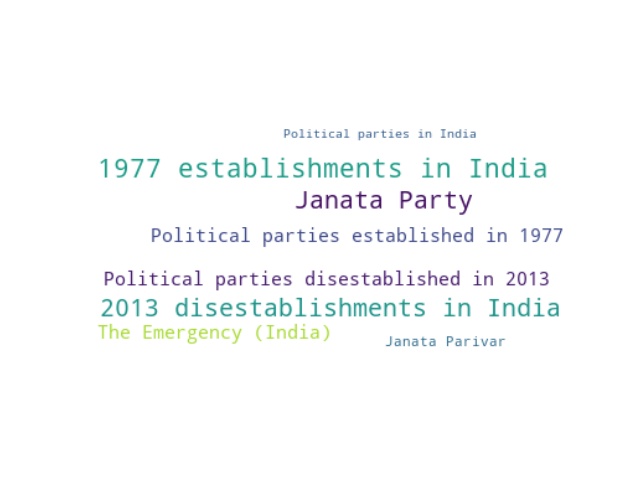 Political parties in India
1977 establishments in India
Janata Party
Political parties established in 1977
Political parties disestablished in 2013
2013 disestablishments in India
The Emergency (India)
Janata Parivar